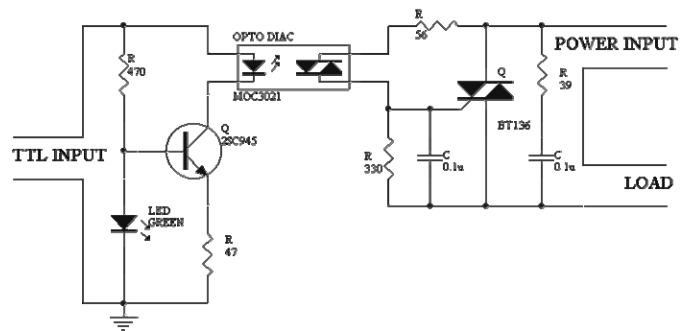 R
56
OPTO DIAC
POWER INPUT
R
470
Q
R
39
MOC3021
Q
2SC945
BT136
TTL INPUT
R
330
C
0.1u
C
0.1u
LOAD
LED
GREEN
R
47